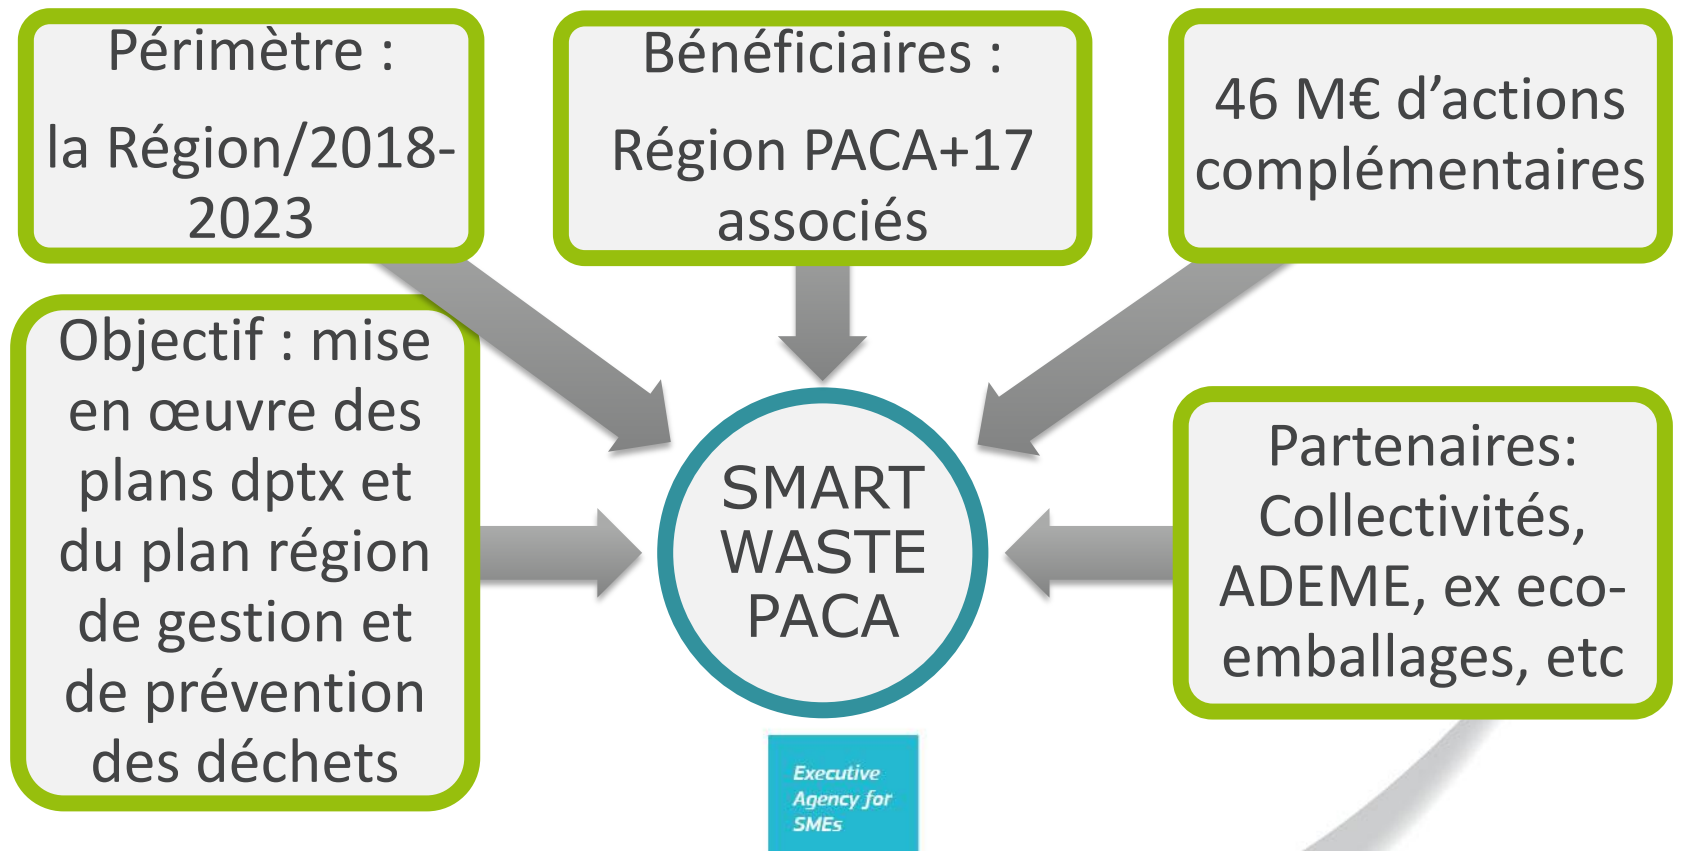 Périmètre :
la Région/2018-
2023
Bénéficiaires :
Région PACA+17
associés
46 M€ d’actions
complémentaires
Objectif : mise
en œuvre des
plans dptx et
du plan région
de gestion et
de prévention
des déchets
SMART
WASTE
PACA
Partenaires:
Collectivités,
ADEME, ex eco-
emballages, etc
Executive
Agency for
SMEs